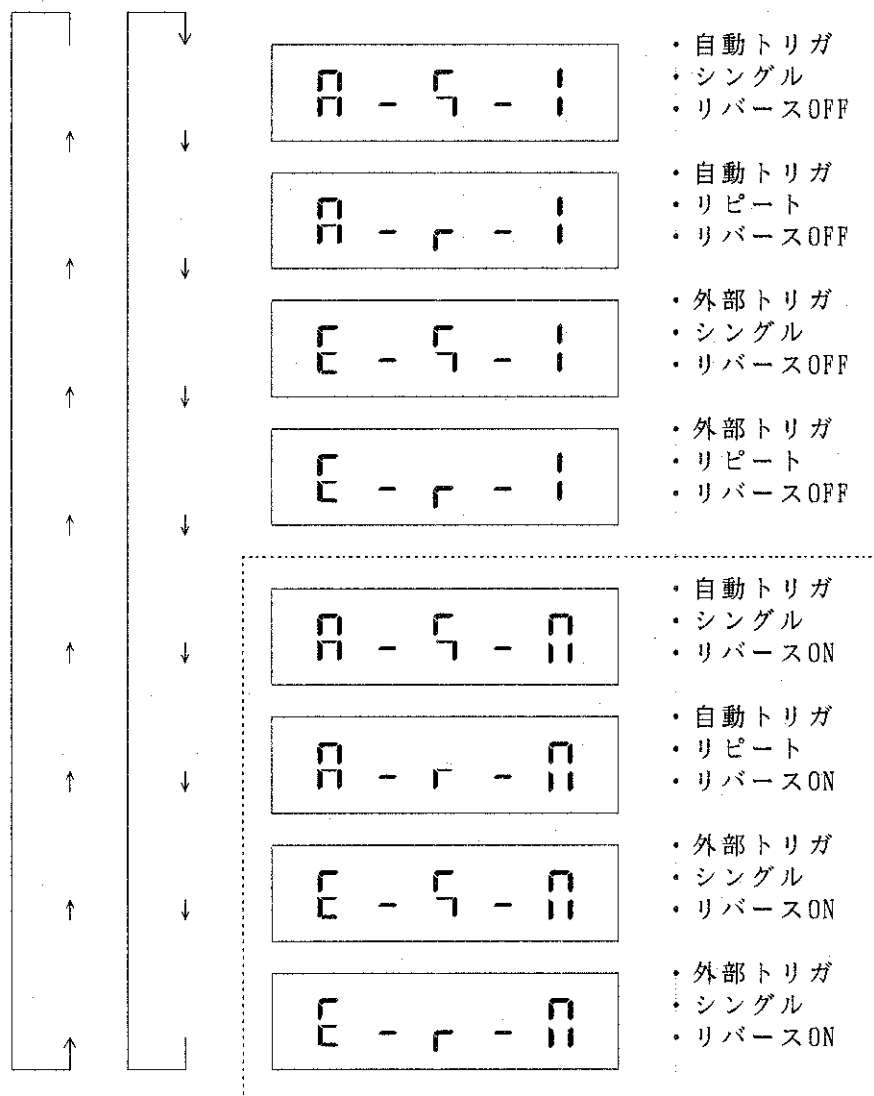 A - S - 1
・自動トリガ
・シングル
・リバースOFF
A - r - 1
・自動トリガ
・リピート
・リバースOFF
E - S - 1
・外部トリガ
・シングル
・リバースOFF
E - r - 1
・外部トリガ
・リピート
・リバースOFF
A - S - n
・自動トリガ
・シングル
・リバースON
A - r - n
・自動トリガ
・リピート
・リバースON
E - S - n
・外部トリガ
・シングル
・リバースON
E - r - n
・外部トリガ
・シングル
・リバースON